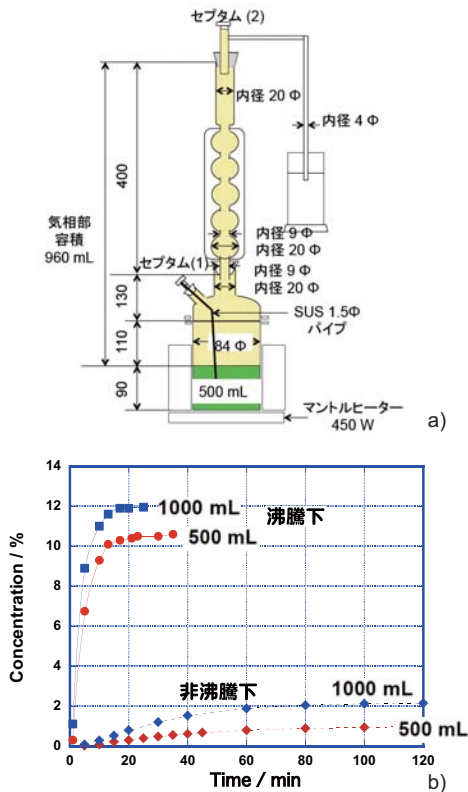 セプタム (2)
内径 20 Φ
内径 4 Φ
400
気相部
容積
960 mL
内径 9 Φ
内径 20 Φ
セプタム(1)
内径 9 Φ
内径 20 Φ
130
SUS 1.5Φ
パイプ
110
84 Φ
90
500 mL
マントルヒーター
450 W
a)
14
12
10
8
6
4
2
0
Concentration / %
1000 mL
沸騰下
500 mL
非沸騰下
1000 mL
500 mL
0
20
40
60
80
100
120
Time / min
b)